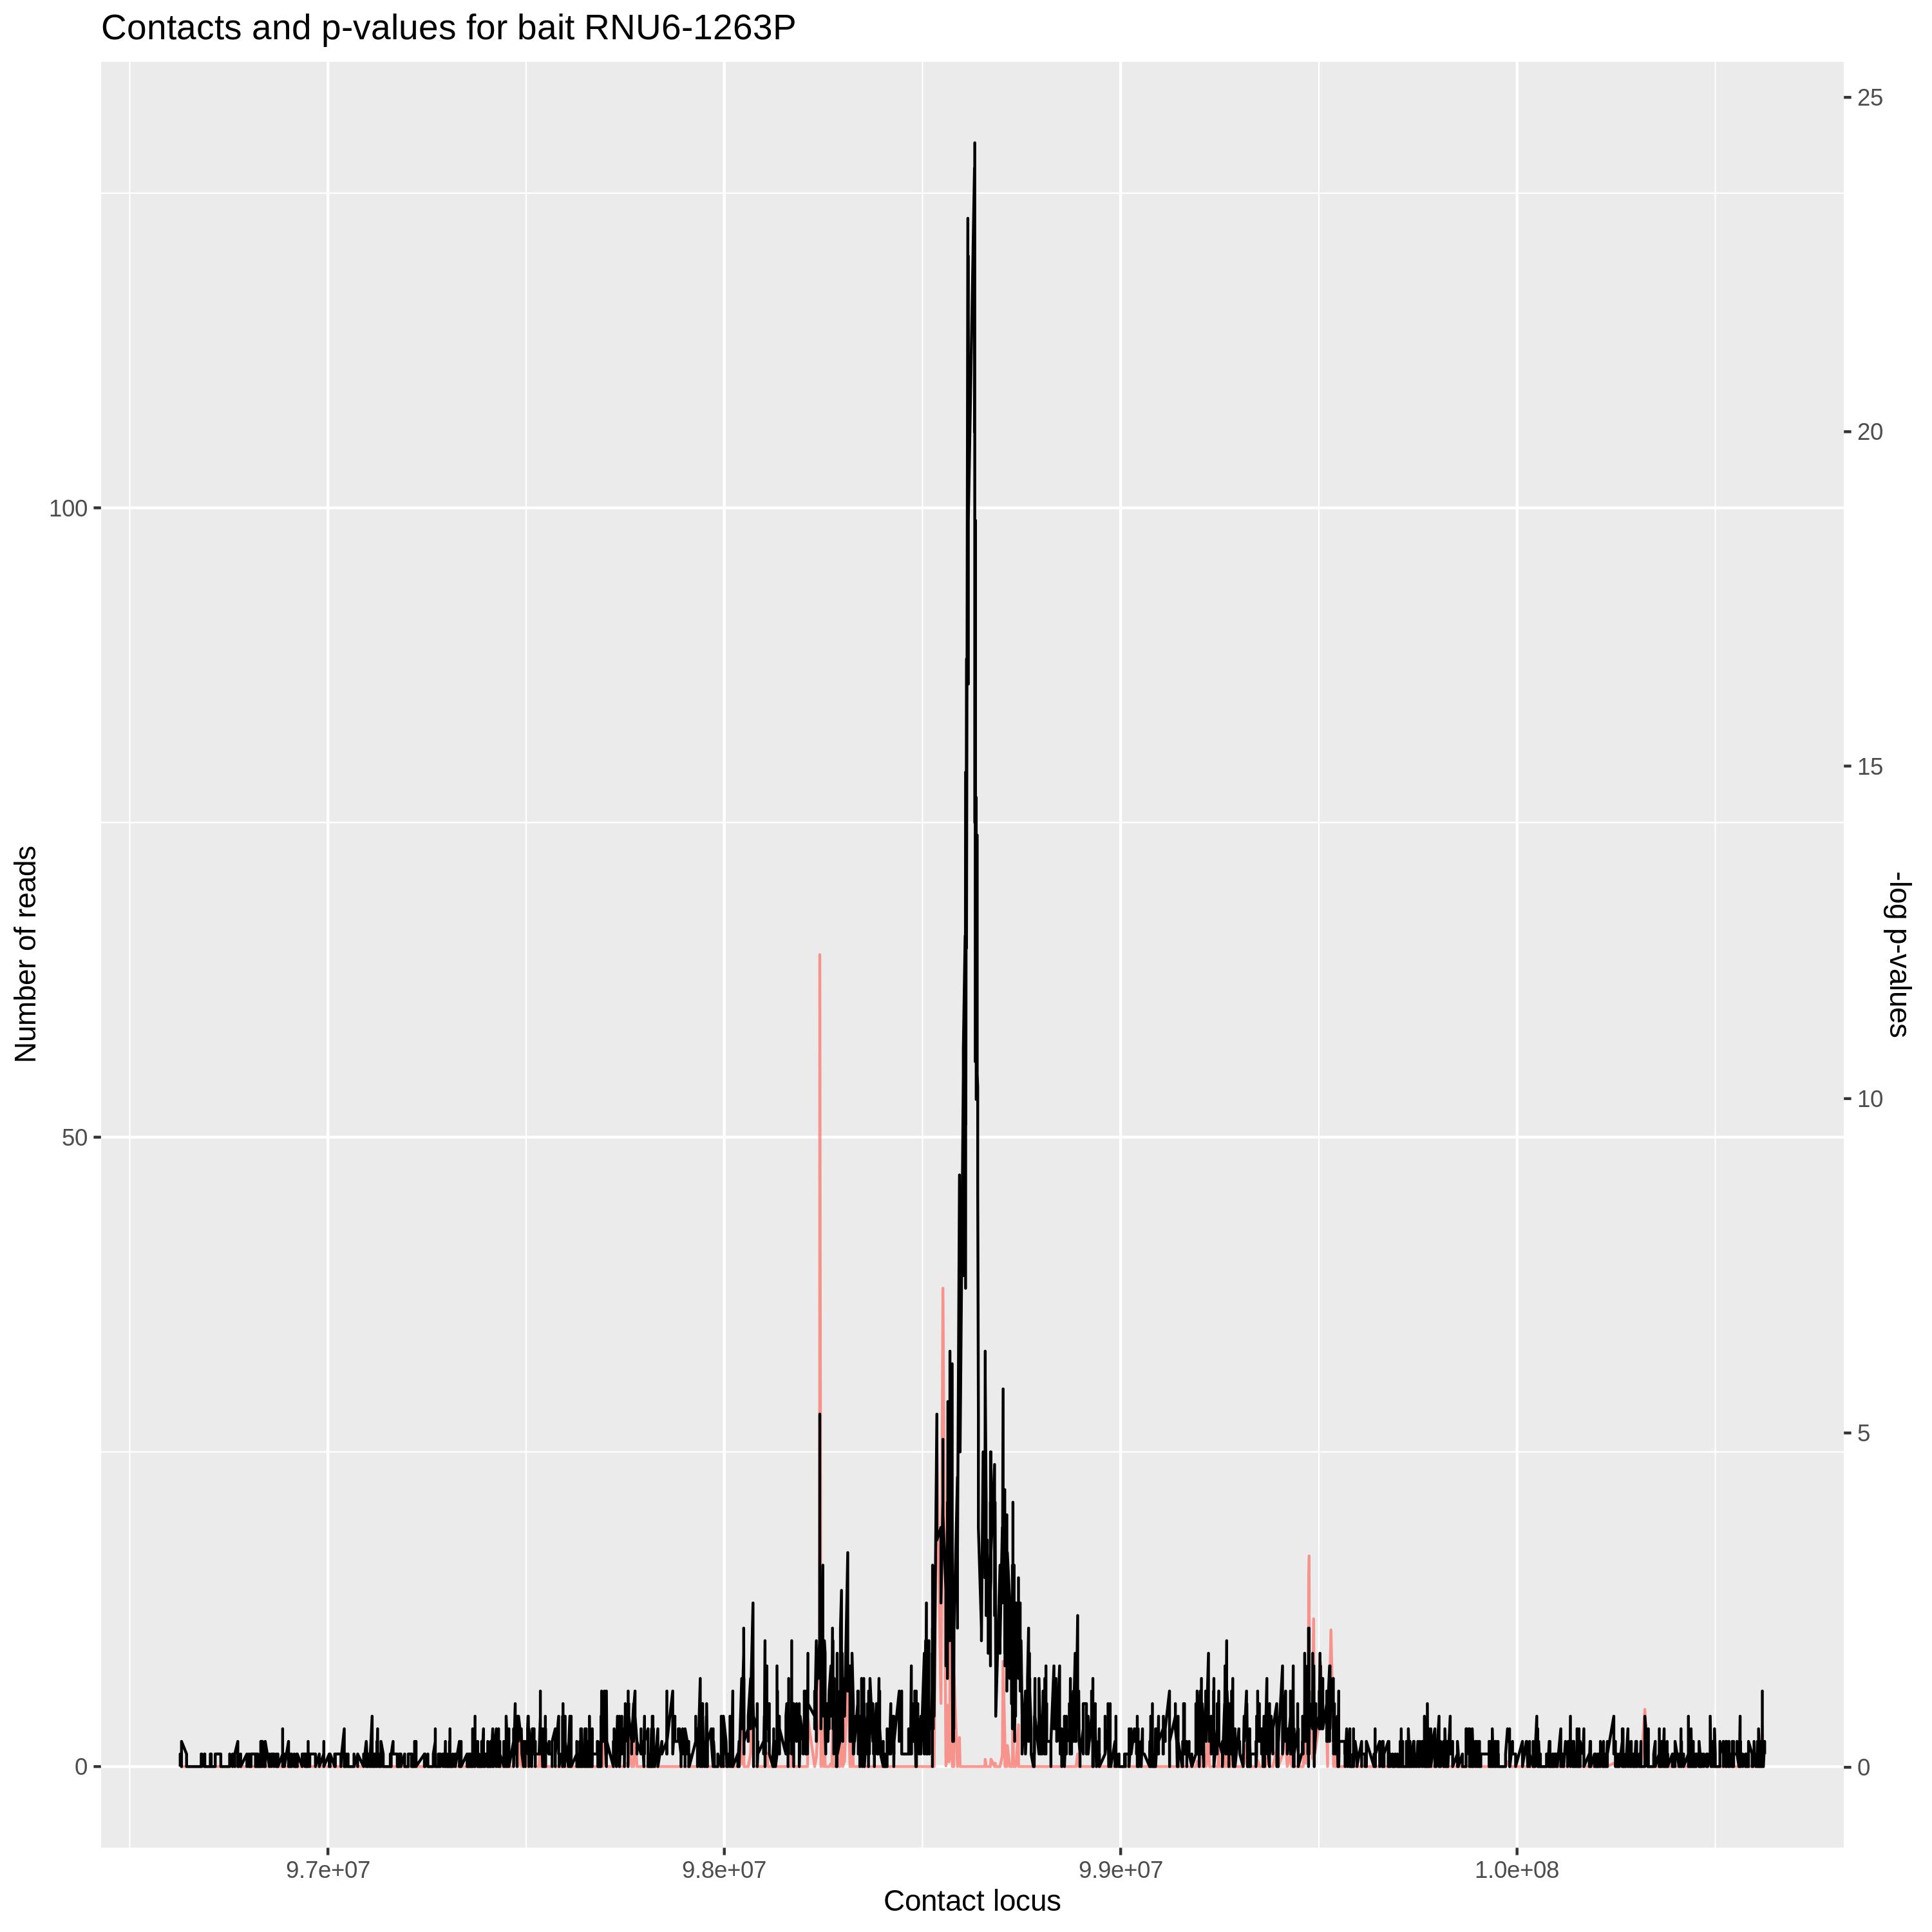 Contacts and p-values for bait RNU6-1263P
Number of reads
100
50
0
25
20
15
10
5
0
-log p-values
9.7e+07
9.8e+07
9.9e+07
1.0e+08
Contact locus